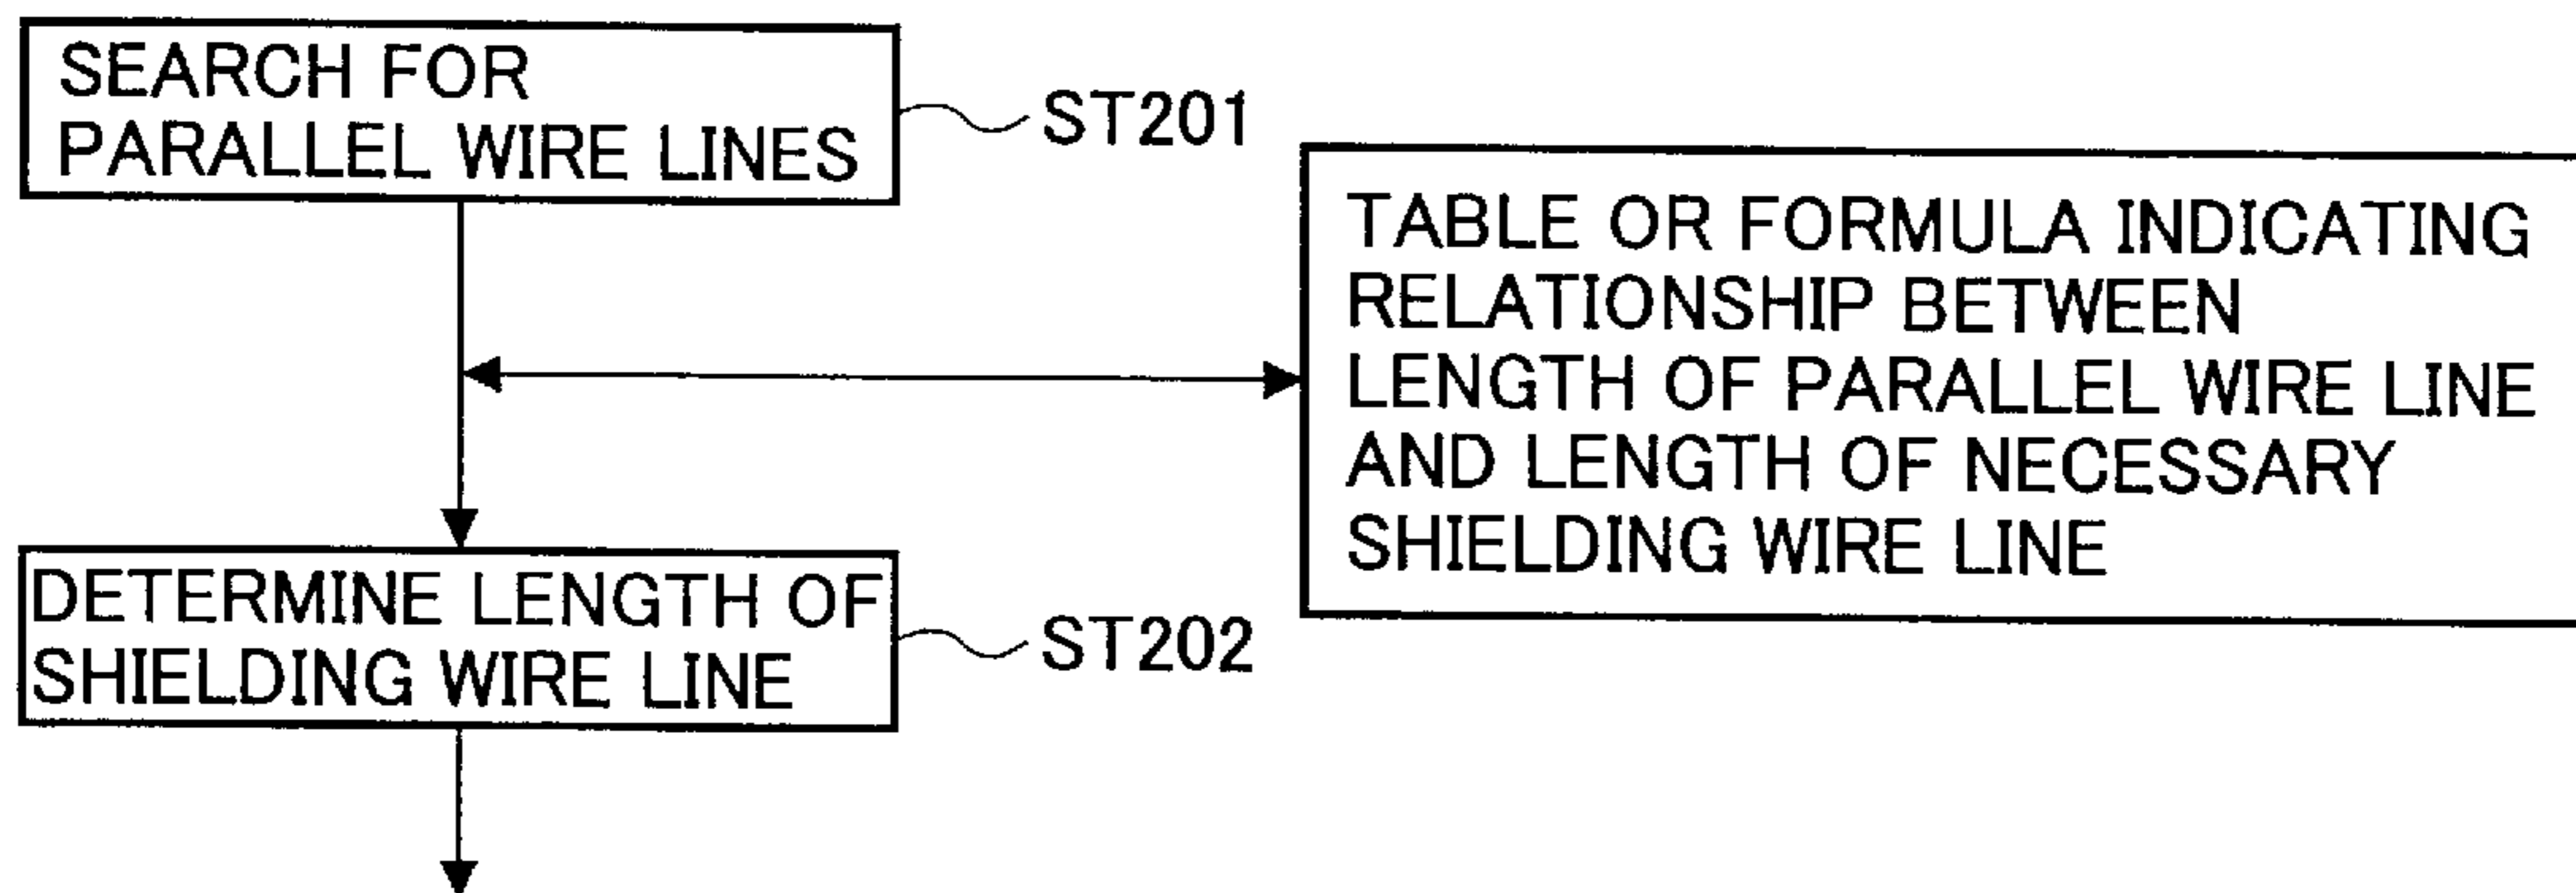 SEARCH FOR
PARALLEL WIRE LINES
ST201
TABLE OR FORMULA INDICATING
RELATIONSHIP BETWEEN
LENGTH OF PARALLEL WIRE LINE
AND LENGTH OF NECESSARY
SHIELDING WIRE LINE
DETERMINE LENGTH OF
SHIELDING WIRE LINE
ST202